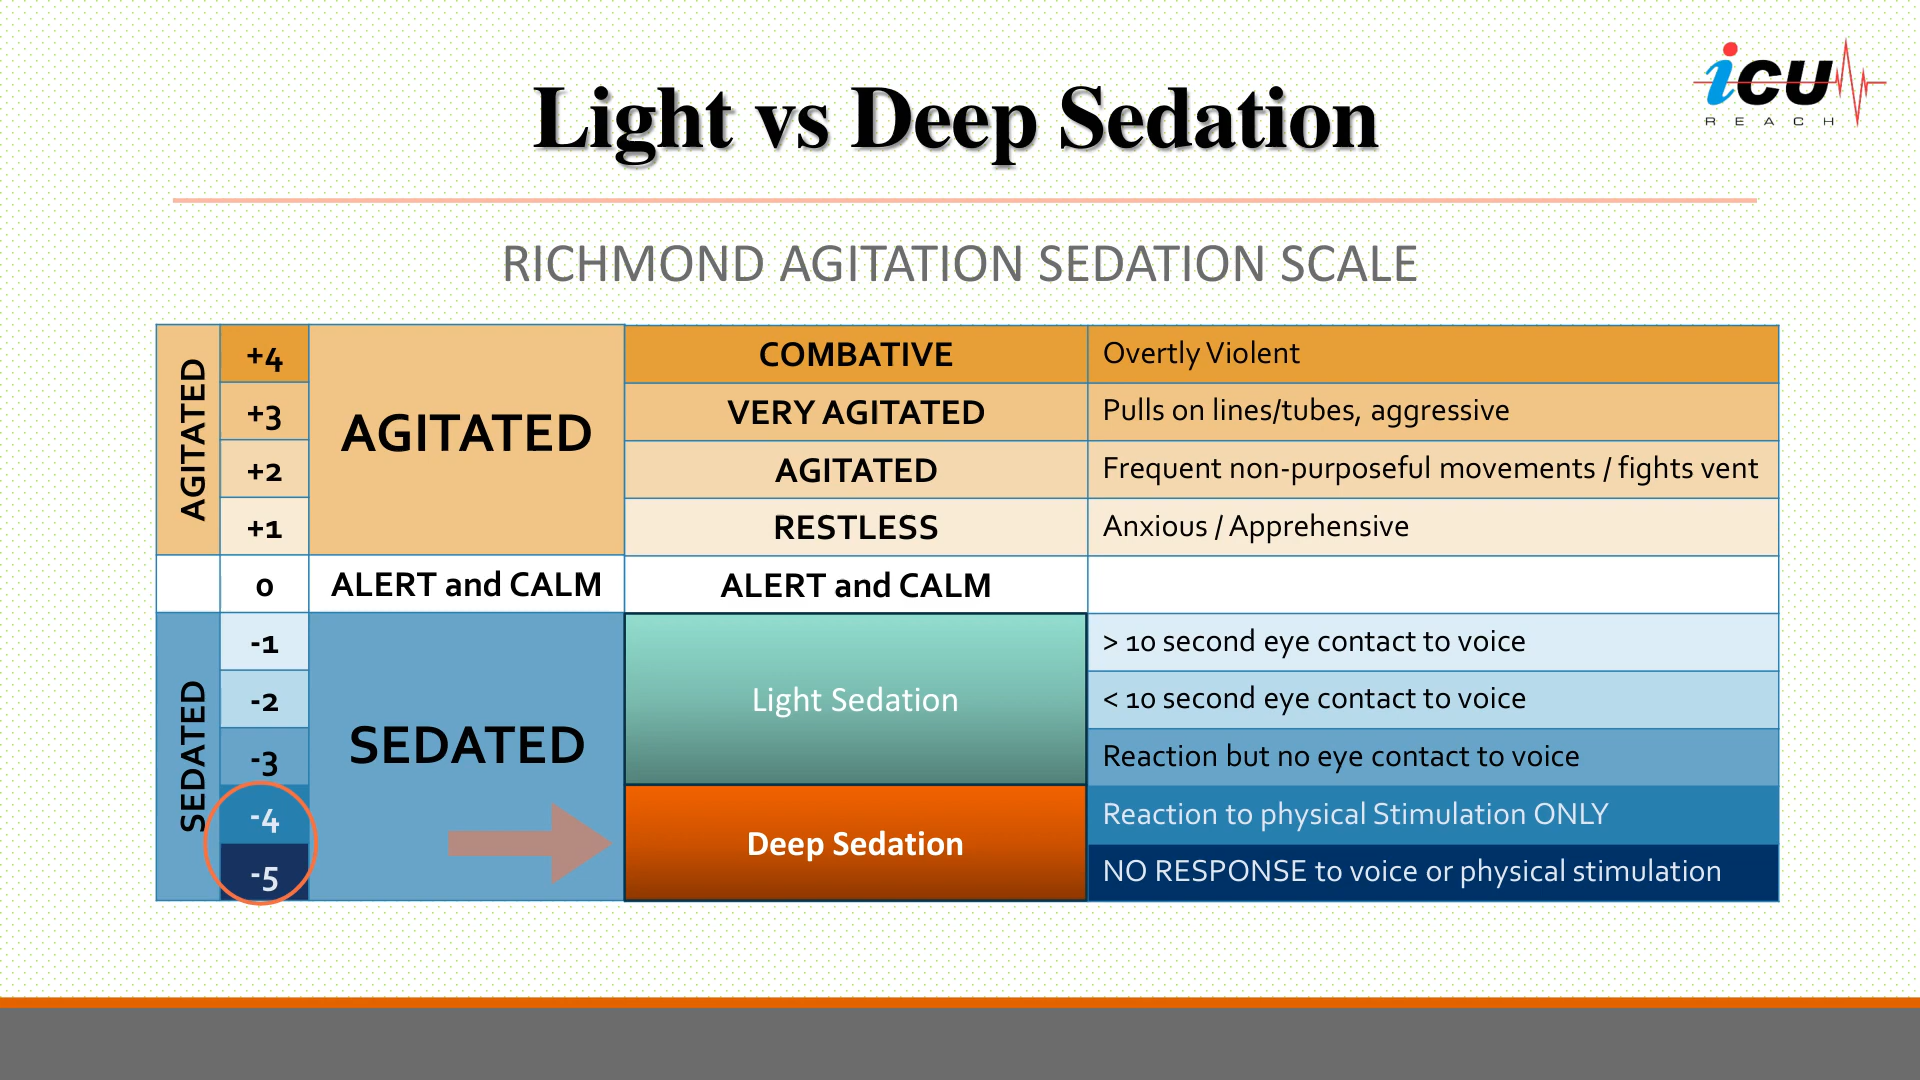 icu
REACH
Light vs Deep Sedation
RICHMOND AGITATION SEDATION SCALE
AGITATED
+4
AGITATED
COMBATIVE
Overtly Violent
+3
VERY AGITATED
Pulls on lines/tubes, aggressive
+2
AGITATED
Frequent non-purposeful movements / fights vent
+1
RESTLESS
Anxious / Apprehensive
0
ALERT and CALM
ALERT and CALM
SEDATED
-1
SEDATED
Light Sedation
> 10 second eye contact to voice
-2
< 10 second eye contact to voice
-3
Reaction but no eye contact to voice
-4
Deep Sedation
Reaction to physical Stimulation ONLY
-5
NO RESPONSE to voice or physical stimulation